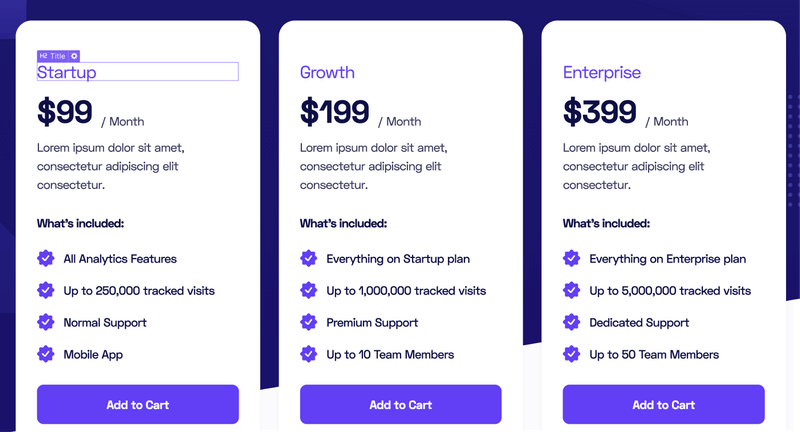 H2 Title
Startup
$99 / Month
Lorem ipsum dolor sit amet,
consectetur adipiscing elit
consectetur.
What's included:
All Analytics Features
Up to 250,000 tracked visits
Normal Support
Mobile App
Add to Cart
Growth
$199 / Month
Lorem ipsum dolor sit amet,
consectetur adipiscing elit
consectetur.
What's included:
Everything on Startup plan
Up to 1,000,000 tracked visits
Premium Support
Up to 10 Team Members
Add to Cart
Enterprise
$399 / Month
Lorem ipsum dolor sit amet,
consectetur adipiscing elit
consectetur.
What's included:
Everything on Enterprise plan
Up to 5,000,000 tracked visits
Dedicated Support
Up to 50 Team Members
Add to Cart